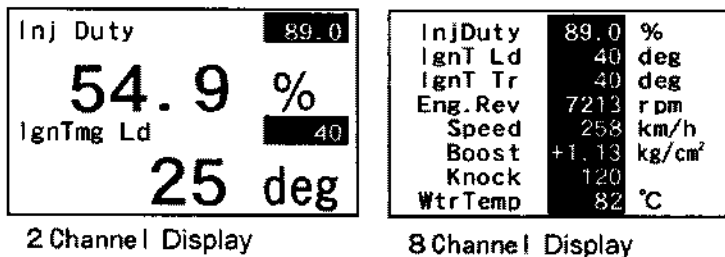 Inj Duty 89.0
54.9 %
IgnTmg Ld 40
25 deg
2 Channel Display
InjDuty 89.0 %
IgnT Ld 40 deg
IgnT Tr 40 deg
Eng.Rev 7213 rpm
Speed 258 km/h
Boost +1.13 kg/cm²
Knock 120
WtrTemp 82 °C
8 Channel Display